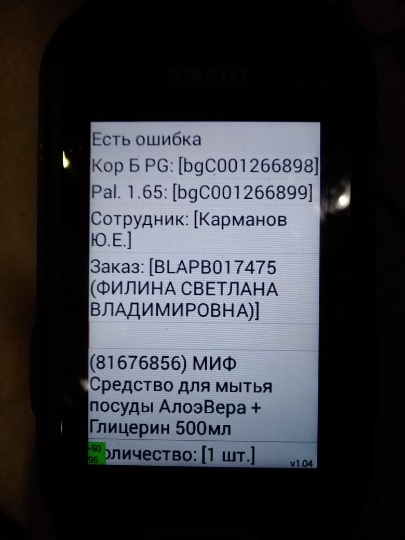 SMART
Есть ошибка
Кор Б PG: [bgC001266898]
Pal. 1.65: [bgC001266899]
Сотрудник: [Карманов
Ю.Е.]
Заказ: [BLAPB017475
(ФИЛИНА СВЕТЛАНА
ВЛАДИМИРОВНА)]
(81676856) МИФ
Средство для мытья
посуды АлоэВера +
Глицерин 500мл
оличество: [1 шт.]
v1.04